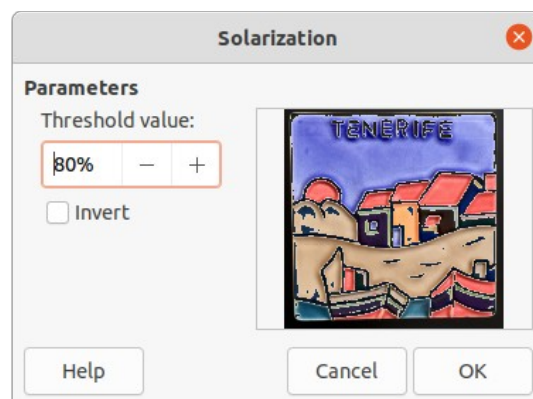 Solarization
Parameters
Threshold value:
80%
Invert
TENERIFE
Help
Cancel
OK